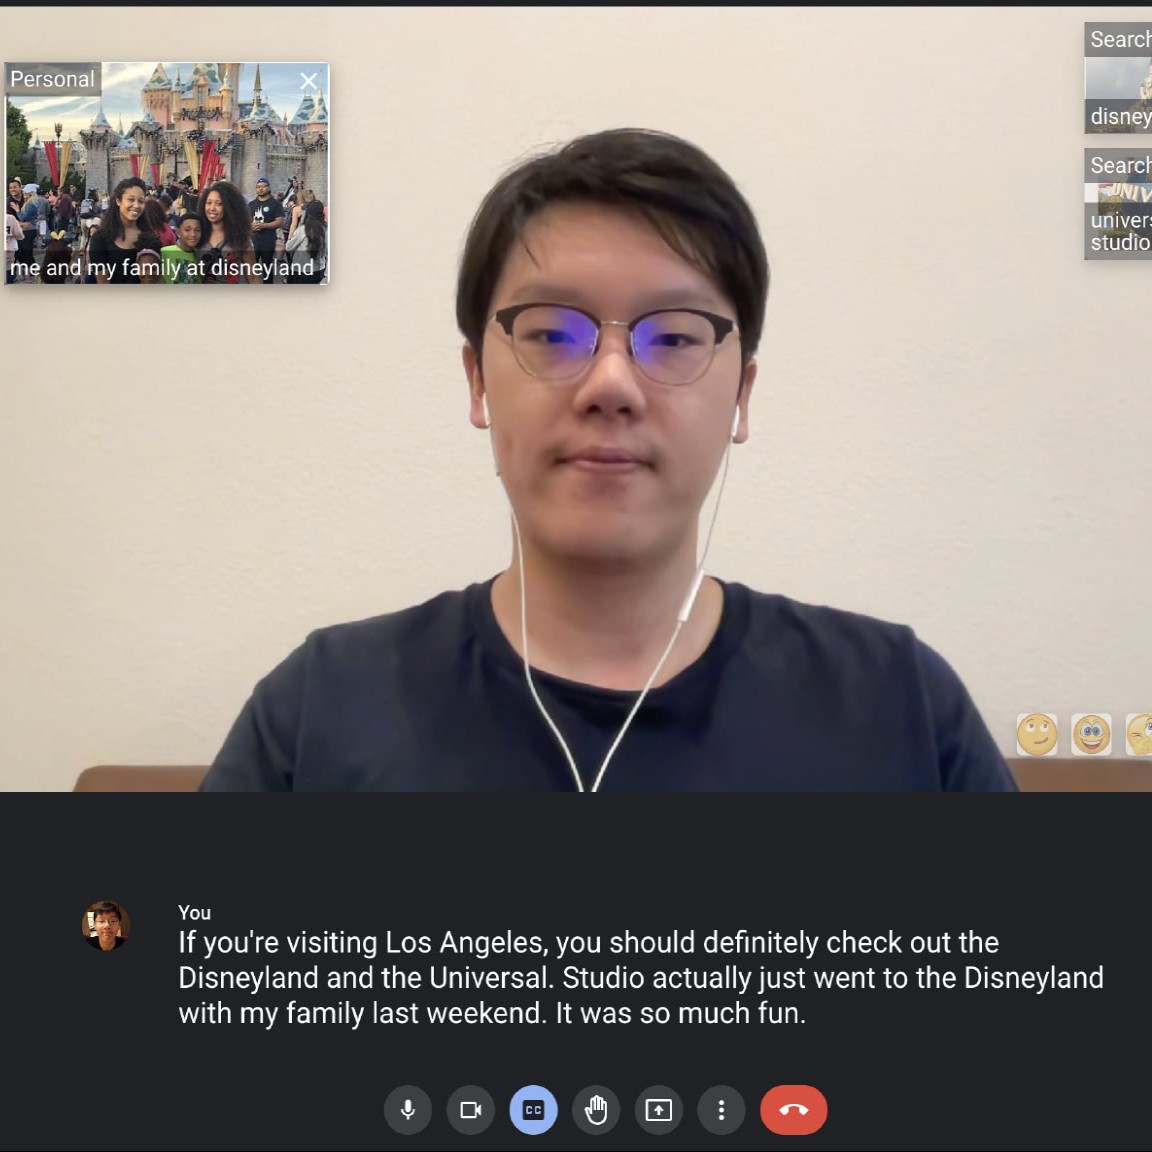 Personal
me and my family at disneyland
Search
disney
Search
UNIV
univers
studio
You
If you're visiting Los Angeles, you should definitely check out the
Disneyland and the Universal. Studio actually just went to the Disneyland
with my family last weekend. It was so much fun.
CC